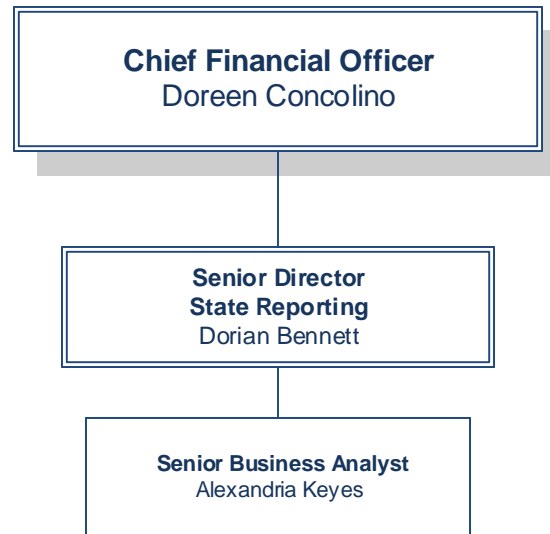 Chief Financial Officer
Doreen Concolino
Senior Director
State Reporting
Dorian Bennett
Senior Business Analyst
Alexandria Keyes